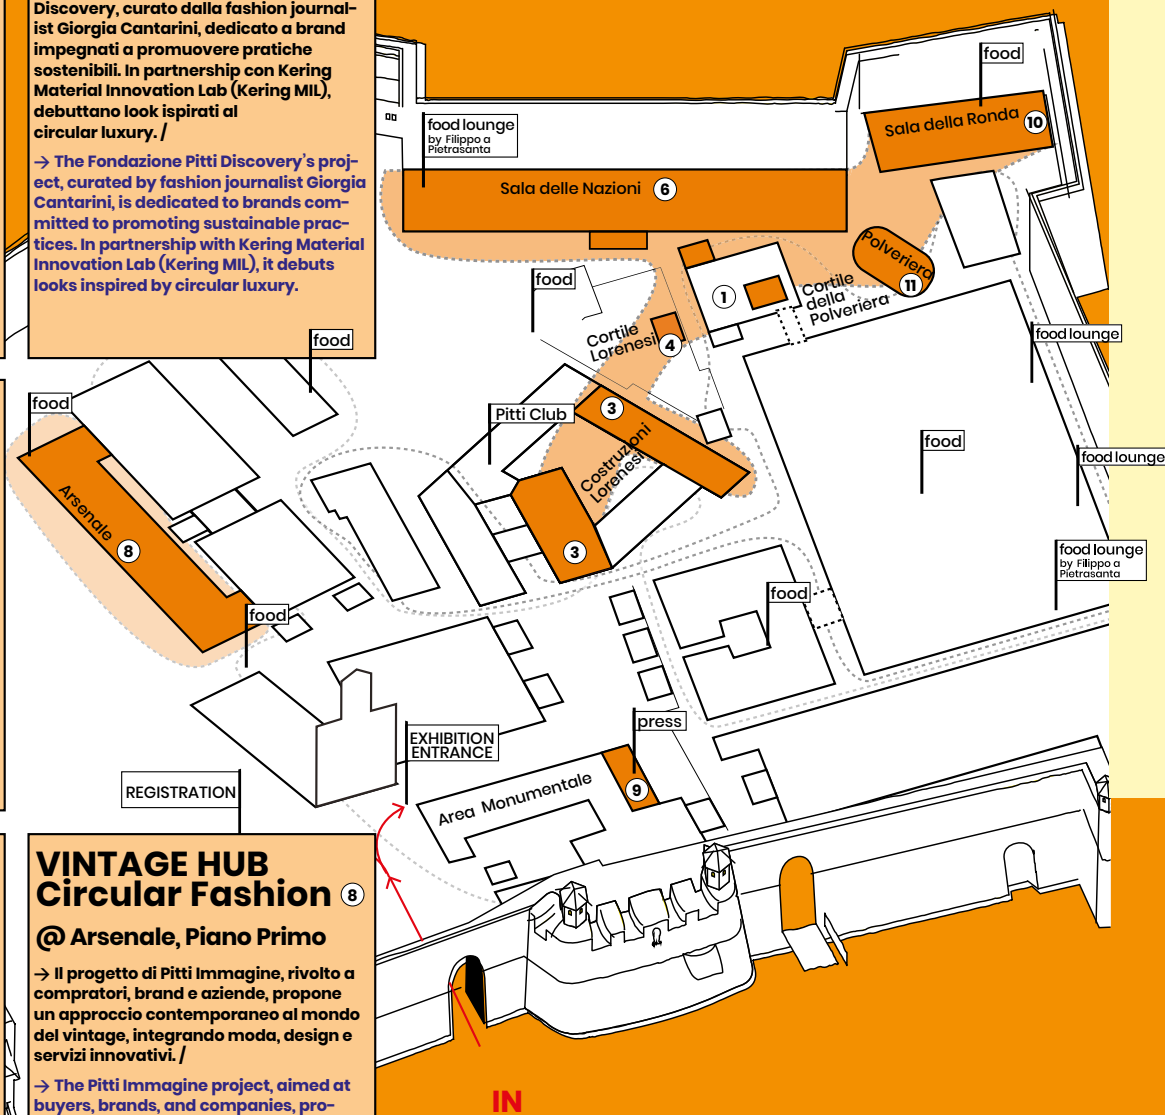 Discovery, curato dalla fashion journal-
ist Giorgia Cantarini, dedicato a brand
impegnati a promuovere pratiche
sostenibili. In partnership con Kering
Material Innovation Lab (Kering MIL),
debuttano look ispirati al
circular luxury. /
→ The Fondazione Pitti Discovery's proj-
ect, curated by fashion journalist Giorgia
Cantarini, is dedicated to brands com-
mitted to promoting sustainable prac-
tices. In partnership with Kering Material
Innovation Lab (Kering MIL), it debuts
looks inspired by circular luxury.
food
food lounge
by Filippo a
Pietrasanta
Sala della Ronda 10
Sala delle Nazioni 6
Polveriera
11
food
1
Cortile
della
Polveriera
Cortile
Lorenesi
4
food lounge
food
food
Pitti Club
3
Costruzioni
Lorenesi
3
food
food lounge
Arsenale
8
food lounge
by Filippo a
Pietrasanta
food
food
press
EXHIBITION
ENTRANCE
REGISTRATION
Area Monumentale
9
VINTAGE HUB
Circular Fashion 8
@ Arsenale, Piano Primo
→ Il progetto di Pitti Immagine, rivolto a
compratori, brand e aziende, propone
un approccio contemporaneo al mondo
del vintage, integrando moda, design e
servizi innovativi. /
→ The Pitti Immagine project, aimed at
buyers, brands, and companies, pro-
IN